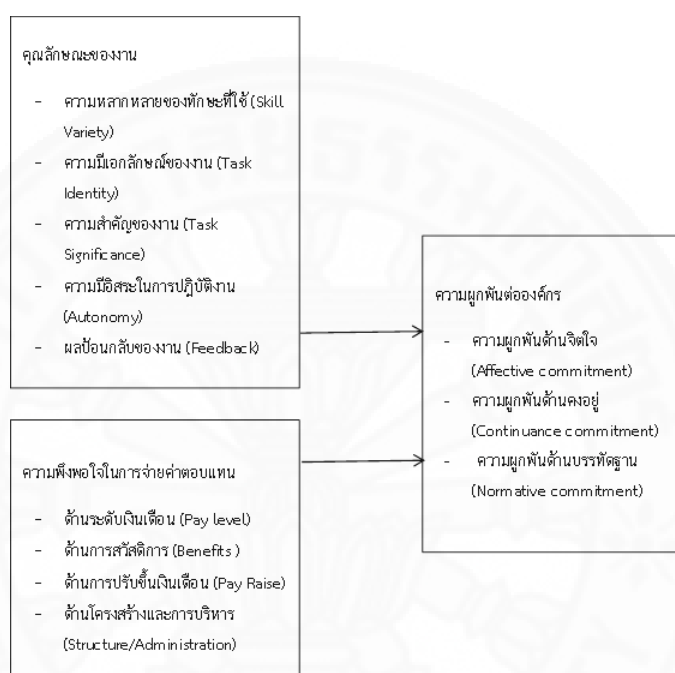 คุณลักษณะของงาน
- ความหลากหลายของทักษะที่ใช้ (Skill
Variety)
- ความมีเอกลักษณ์ของงาน (Task
Identity)
- ความสำคัญของงาน (Task
Significance)
- ความมีอิสระในการปฏิบัติงาน
(Autonomy)
- ผลป้อนกลับของงาน (Feedback)
ความพึงพอใจในการจ่ายค่าตอบแทน
- ด้านระดับเงินเดือน (Pay level)
- ด้านการสวัสดิการ (Benefits )
- ด้านการปรับขึ้นเงินเดือน (Pay Raise)
- ด้านโครงสร้างและการบริหาร
(Structure/Administration)
ความผูกพันต่อองค์กร
- ความผูกพันด้านจิตใจ
(Affective commitment)
- ความผูกพันด้านคงอยู่
(Continuance commitment)
- ความผูกพันด้านบรรทัดฐาน
(Normative commitment)